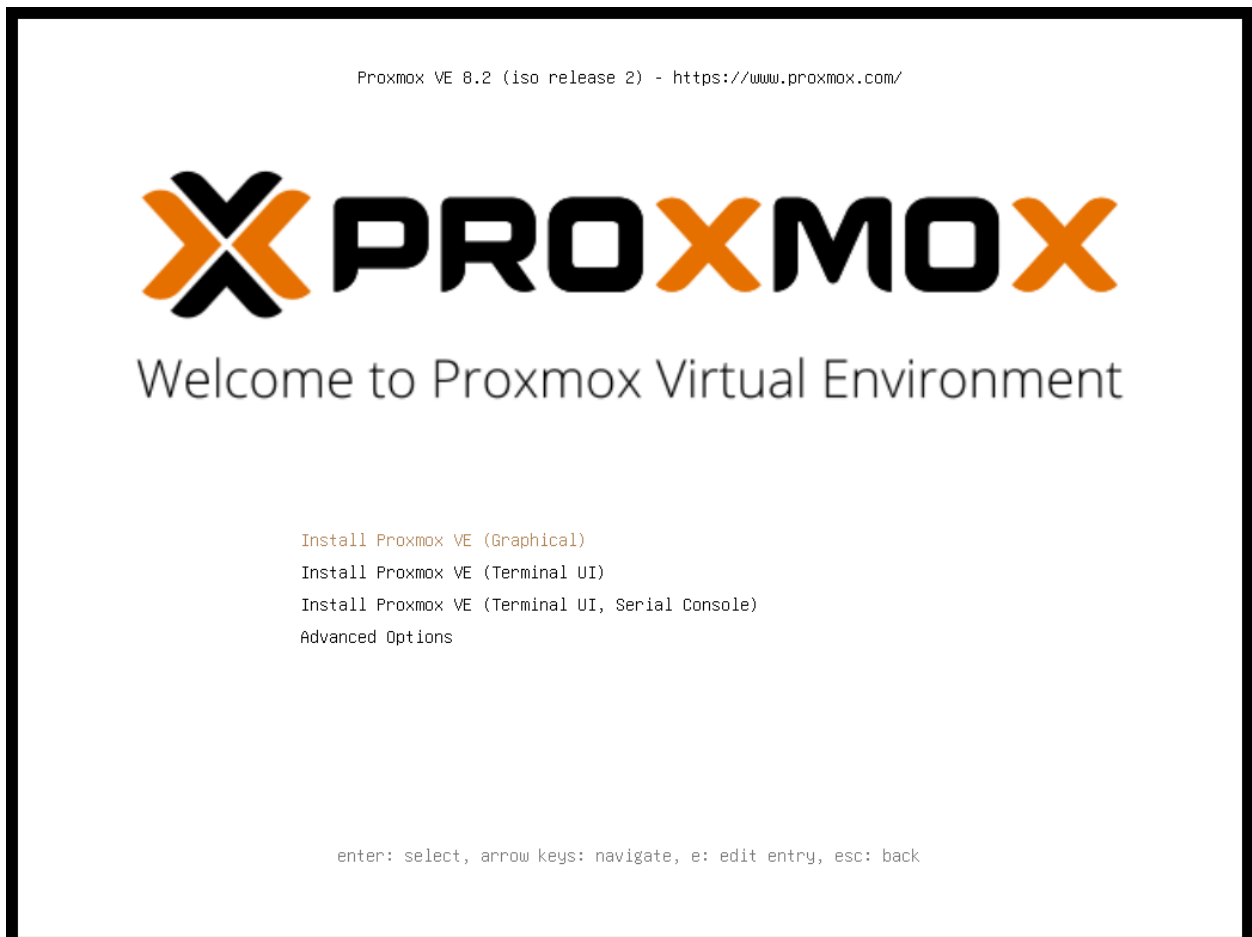 Proxmox VE 8.2 (iso release 2) - https://www.proxmox.com/
PROXMOX
Welcome to Proxmox Virtual Environment
Install Proxmox VE (Graphical)
Install Proxmox VE (Terminal UI)
Install Proxmox VE (Terminal UI, Serial Console)
Advanced Options
enter: select, arrow keys: navigate, e: edit entry, esc: back